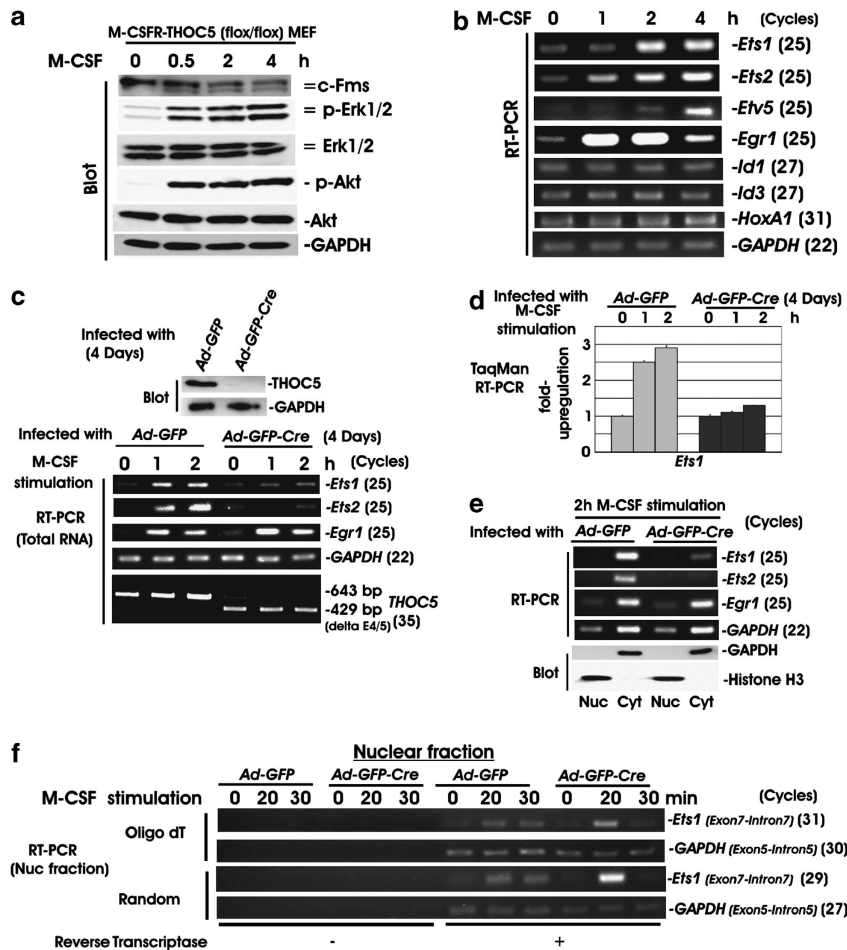 a
M-CSFR-THOC5 (flox/flox) MEF
M-CSF 0 0.5 2 4 h
=c-Fms
= p-Erk1/2
= Erk1/2
- p-Akt
-Akt
-GAPDH
Blot
b
M-CSF 0 1 2 4 h (Cycles)
-Ets1 (25)
-Ets2 (25)
-Etv5 (25)
-Egr1 (25)
-Id1 (27)
-Id3 (27)
-HoxA1 (31)
-GAPDH (22)
RT-PCR
c
Infected with
(4 Days)
Ad-GFP
Ad-GFP-Cre
Blot
-THOC5
-GAPDH
Infected with Ad-GFP Ad-GFP-Cre (4 Days)
M-CSF
stimulation
0 1 2 0 1 2 h (Cycles)
-Ets1 (25)
-Ets2 (25)
-Egr1 (25)
-GAPDH (22)
RT-PCR
(Total RNA)
-643 bp
-429 bp
(delta E4/5)
THOC5
(35)
d
Infected with
M-CSF
stimulation
Ad-GFP Ad-GFP-Cre (4 Days)
0 1 2 0 1 2 h
TaqMan
RT-PCR
fold-
upregulation
3
2
1
0
Ets1
e
2h M-CSF stimulation
Infected with Ad-GFP Ad-GFP-Cre (Cycles)
-Ets1 (25)
-Ets2 (25)
-Egr1 (25)
-GAPDH (22)
RT-PCR
-GAPDH
-Histone H3
Blot
Nuc Cyt Nuc Cyt
f
Nuclear fraction
Ad-GFP Ad-GFP-Cre Ad-GFP Ad-GFP-Cre
M-CSF stimulation 0 20 30 0 20 30 0 20 30 0 20 30 min (Cycles)
RT-PCR
(Nuc fraction)
Oligo dT
-Ets1 (Exon7-Intron7) (31)
-GAPDH (Exon5-Intron5) (30)
Random
-Ets1 (Exon7-Intron7) (29)
-GAPDH (Exon5-Intron5) (27)
Reverse Transcriptase - +